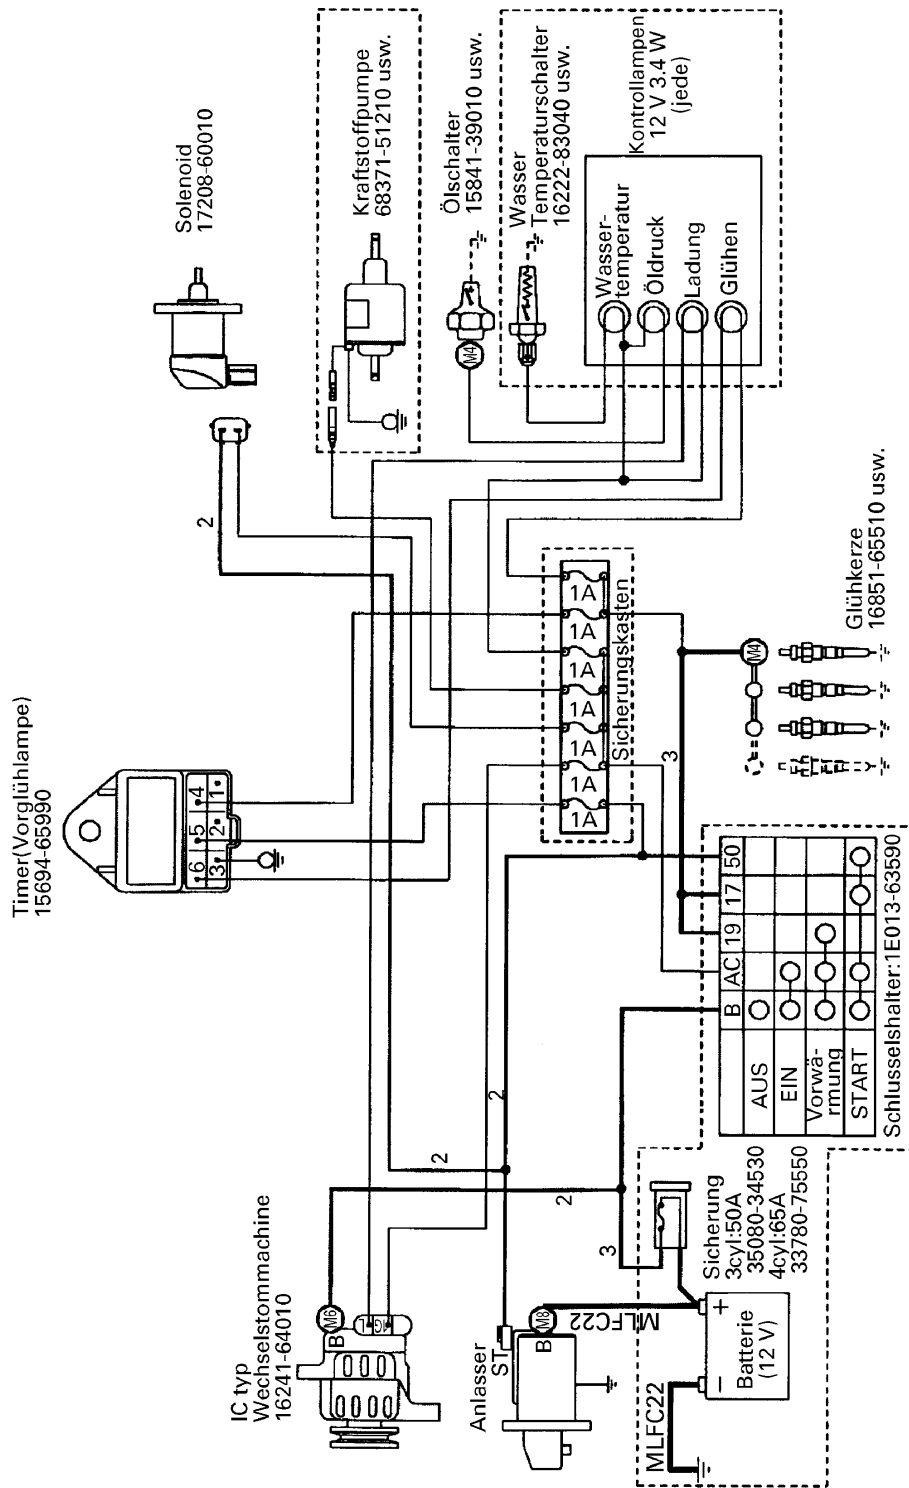 Timer(Vorglühlampe)
15694-65990
6
5
4
3
2
1
Solenoid
17208-60010
2
Kraftstoffpumpe
68371-51210 usw.
Ölschalter
15841-39010 usw.
M4
Wasser
Temperaturschalter
16222-83040 usw.
Kontrollampen
12 V 3.4 W
(jede)
Wasser-
temperatur
Öldruck
Ladung
Glühen
1A
1A
1A
1A
1A
1A
1A
Sicherungskasten
Glühkerze
16851-65510 usw.
M4
3
IC typ
Wechselstommachine
16241-64010
B
M6
IG
L
2
2
2
3
Anlasser
ST
B
M8
MLFC22
MLFC22
Batterie
(12 V)
+
−
Sicherung
3cyl:50A
35080-34530
4cyl:65A
33780-75550
B
AC
19
17
50
AUS
EIN
Vorwä-
rmung
START
Schlusselshalter:1E013-63590